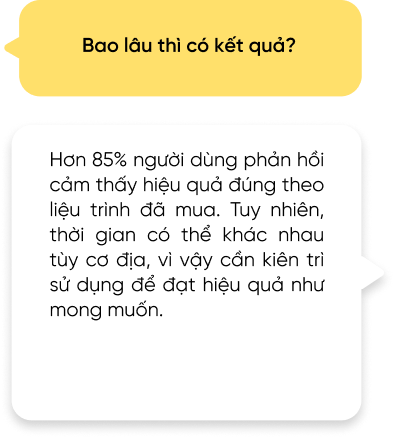 Bao lâu thì có kết quả?
Hơn 85% người dùng phản hồi
cảm thấy hiệu quả đúng theo
liệu trình đã mua. Tuy nhiên,
thời gian có thể khác nhau
tùy cơ địa, vì vậy cần kiên trì
sử dụng để đạt hiệu quả như
mong muốn.